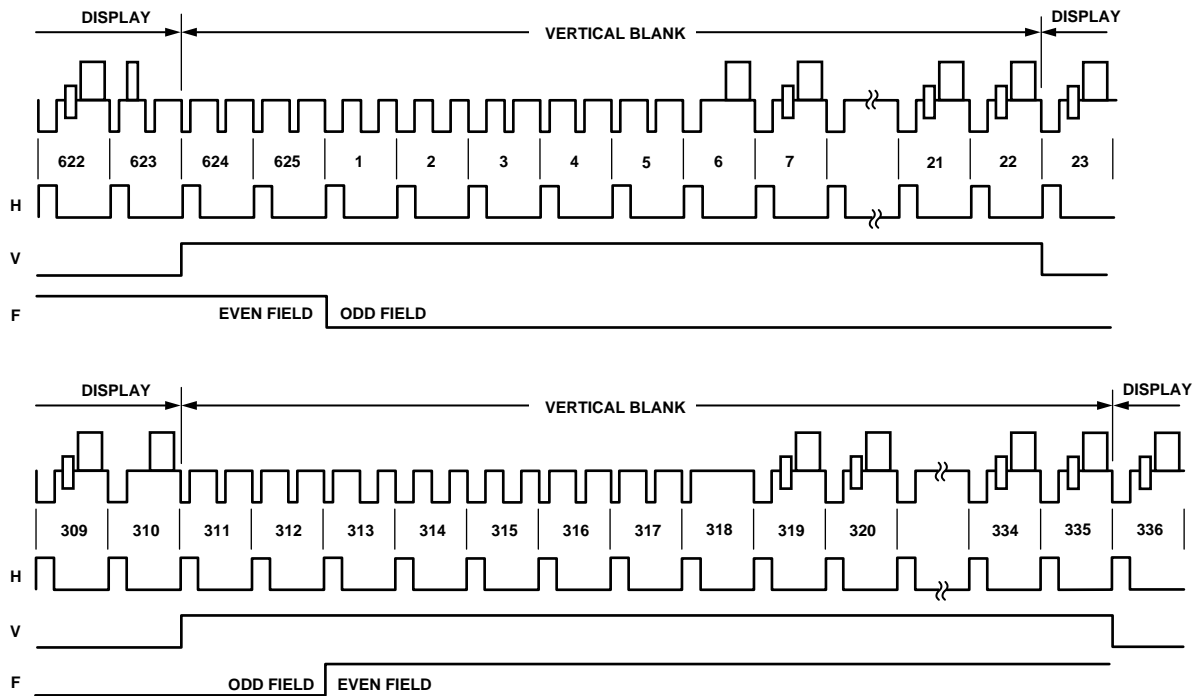 DISPLAY VERTICAL BLANK DISPLAY
622 623 624 625 1 2 3 4 5 6 7 21 22 23
H
V
F EVEN FIELD ODD FIELD
DISPLAY VERTICAL BLANK DISPLAY
309 310 311 312 313 314 315 316 317 318 319 320 334 335 336
H
V
F ODD FIELD EVEN FIELD